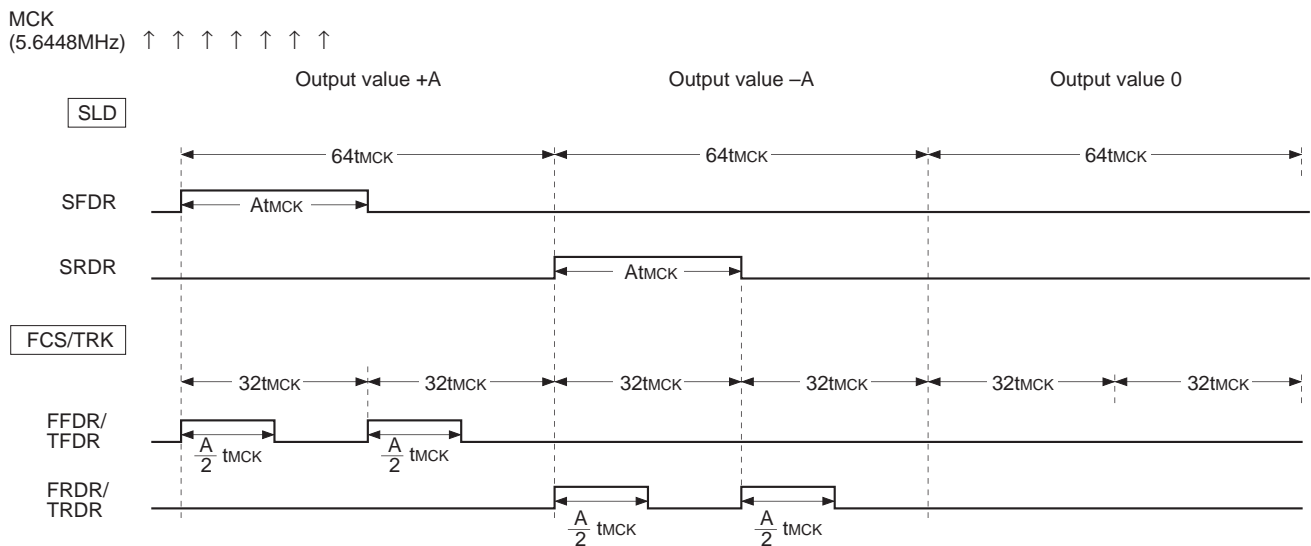 MCK
(5.6448MHz) ↑ ↑ ↑ ↑ ↑ ↑ ↑
Output value +A Output value –A Output value 0
SLD
64tMCK 64tMCK 64tMCK
SFDR AtMCK
SRDR AtMCK
FCS/TRK
32tMCK 32tMCK 32tMCK 32tMCK 32tMCK 32tMCK
FFDR/
TFDR A/2 tMCK A/2 tMCK
FRDR/
TRDR A/2 tMCK A/2 tMCK